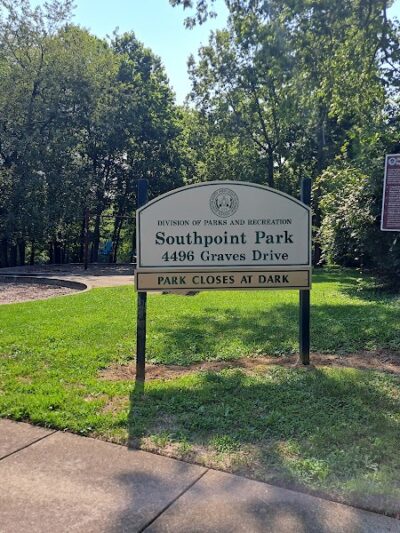 DIVISION OF PARKS AND RECREATION
Southpoint Park
4496 Graves Drive
PARK CLOSES AT DARK